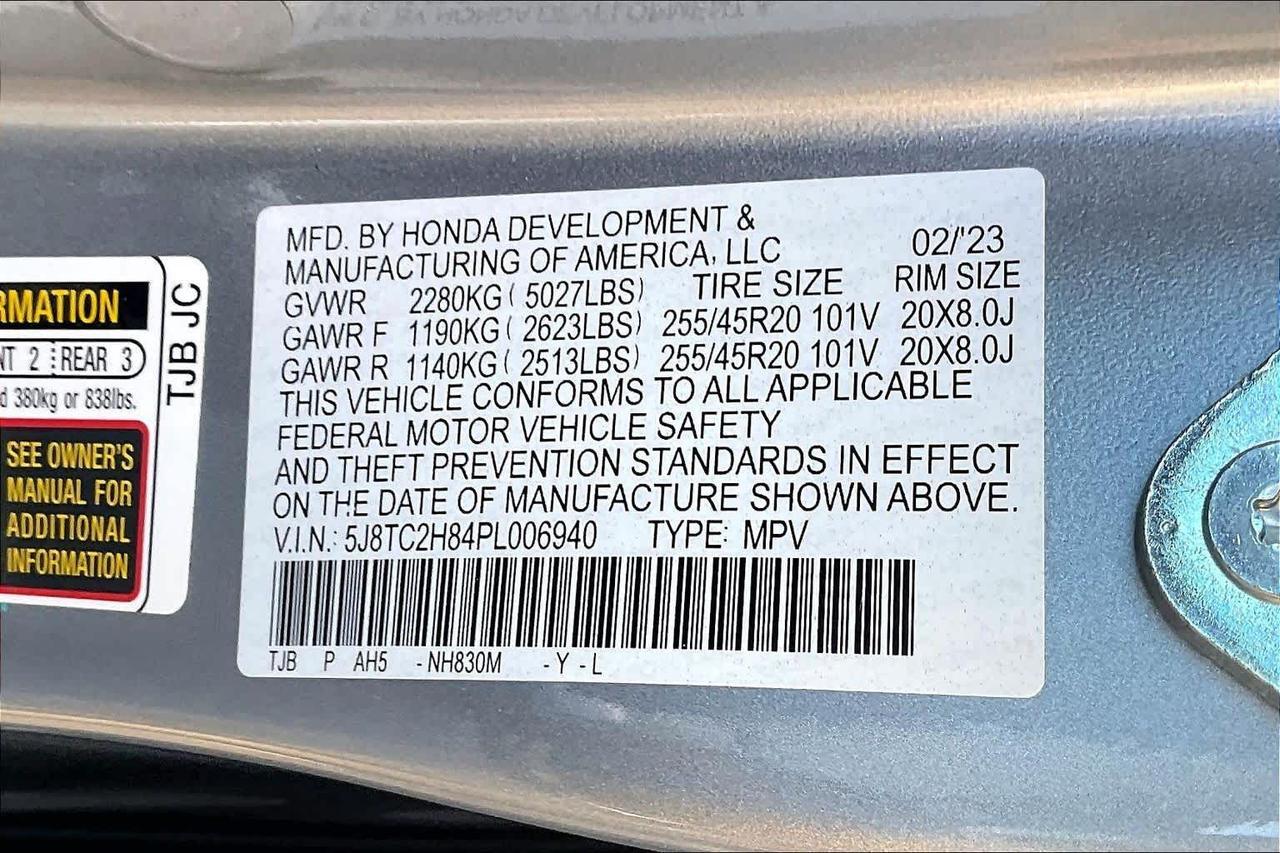 RMATION
NT 2 REAR 3
d 380kg or 838lbs.
SEE OWNER'S
MANUAL FOR
ADDITIONAL
INFORMATION
TJB JC
MFD. BY HONDA DEVELOPMENT &
MANUFACTURING OF AMERICA, LLC 02/'23
GVWR 2280KG ( 5027LBS) TIRE SIZE RIM SIZE
GAWR F 1190KG ( 2623LBS) 255/45R20 101V 20X8.0J
GAWR R 1140KG ( 2513LBS) 255/45R20 101V 20X8.0J
THIS VEHICLE CONFORMS TO ALL APPLICABLE
FEDERAL MOTOR VEHICLE SAFETY
AND THEFT PREVENTION STANDARDS IN EFFECT
ON THE DATE OF MANUFACTURE SHOWN ABOVE.
V.I.N.: 5J8TC2H84PL006940 TYPE: MPV
TJB P AH5 -NH830M -Y -L